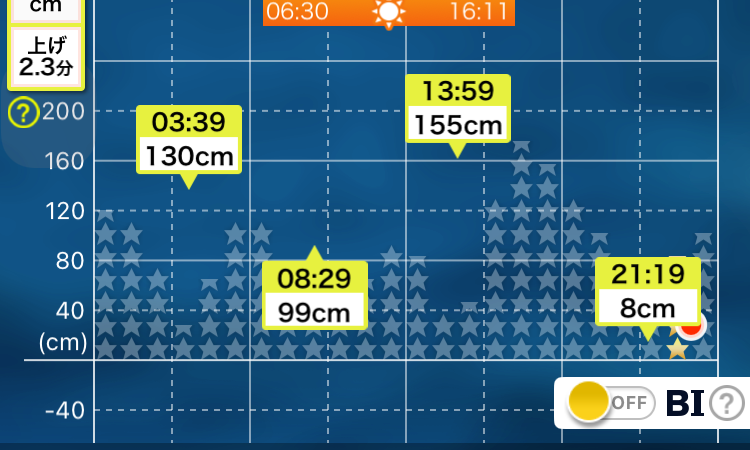 cm
06:30
16:11
上げ
2.3分
?
200
160
120
80
40
(cm)
-40
03:39
130cm
13:59
155cm
08:29
99cm
21:19
8cm
OFF
BI
?